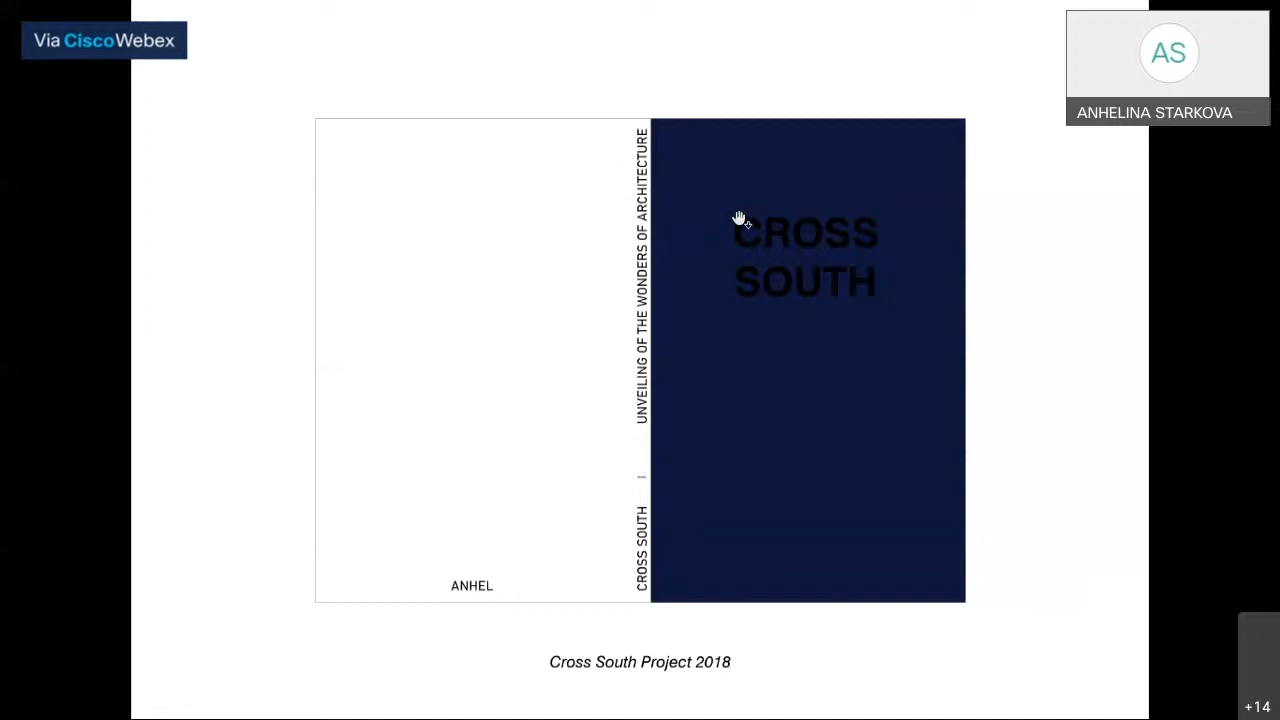 Via CiscoWebex
AS
ANHELINA STARKOVA
UNVEILING OF THE WONDERS OF ARCHITECTURE
CROSS SOUTH
CROSS
SOUTH
ANHEL
Cross South Project 2018
+14